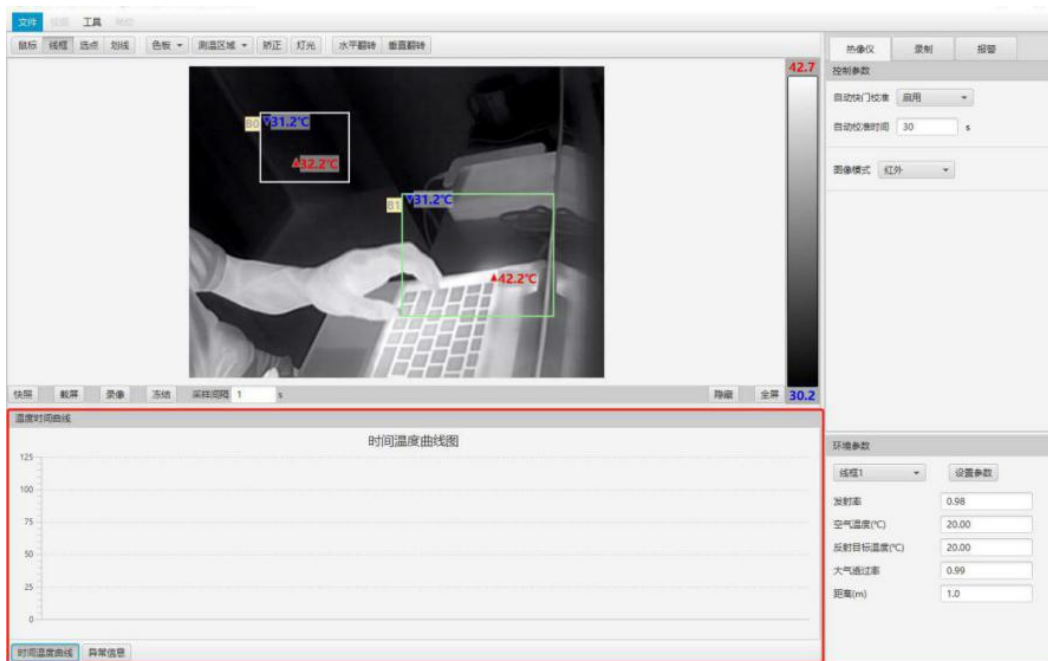 文件 视图 工具 帮助
鼠标 线框 选点 划线 色板 测温区域 矫正 灯光 水平翻转 垂直翻转
热像仪 录制 报警
42.7
控制参数
自动快门校准 启用
自动校准时间 30 s
图像模式 红外
B0 31.2℃
32.2℃
B1 31.2℃
42.2℃
快照 截屏 录像 冻结 采样间隔 1 s 隐藏 全屏 30.2
温度时间曲线
时间温度曲线图
125
100
75
50
25
0
时间温度曲线 异常信息
环境参数
线框1 设置参数
发射率 0.98
空气温度(℃) 20.00
反射目标温度(℃) 20.00
大气透过率 0.99
距离(m) 1.0